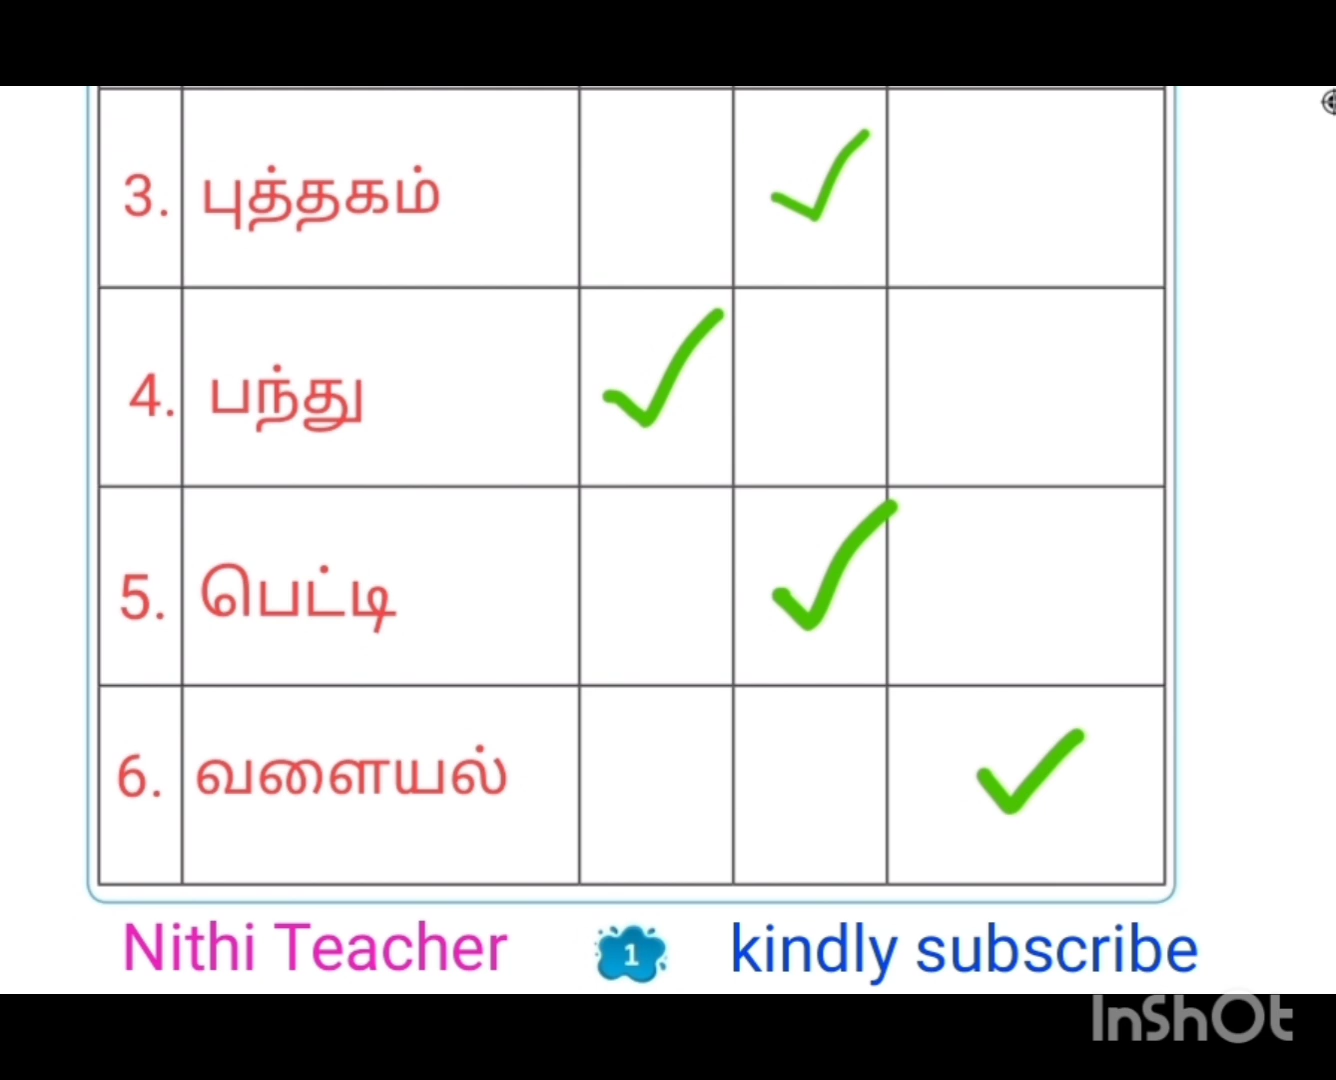 3. புத்தகம்
4. பந்து
5. பெட்டி
6. வளையல்
Nithi Teacher 1 kindly subscribe
InShOt